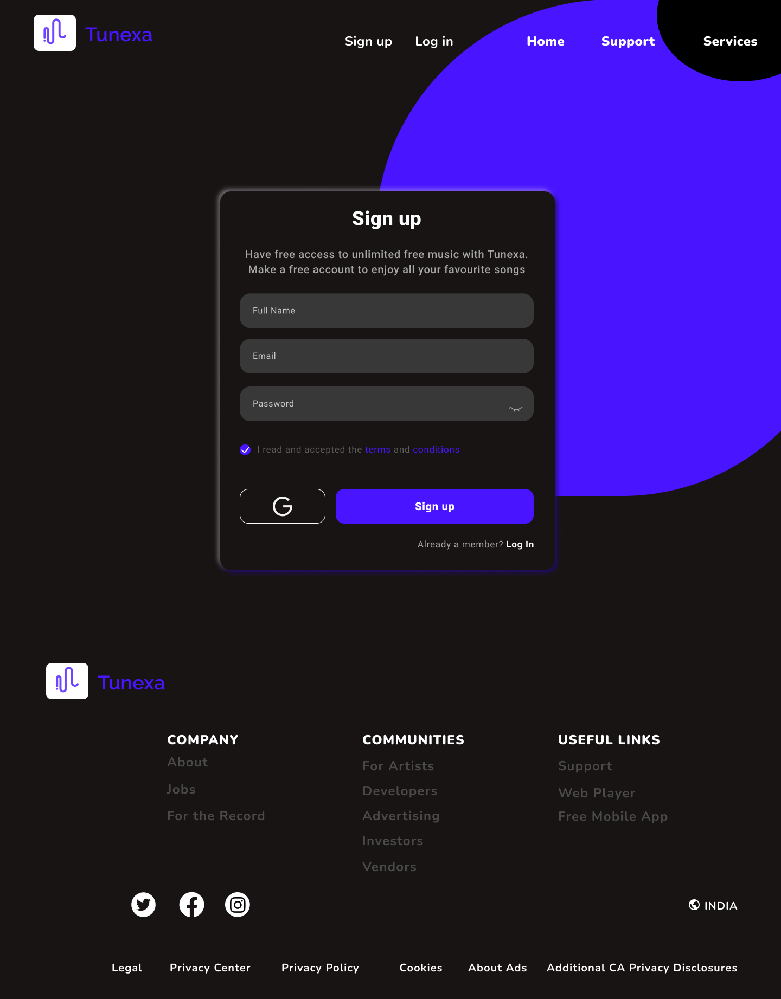 Tunexa
Sign up
Log in
Home
Support
Services
Sign up
Have free access to unlimited free music with Tunexa.
Make a free account to enjoy all your favourite songs
Full Name
Email
Password
I read and accepted the terms and conditions
G
Sign up
Already a member? Log In
Tunexa
COMPANY
About
Jobs
For the Record
COMMUNITIES
For Artists
Developers
Advertising
Investors
Vendors
USEFUL LINKS
Support
Web Player
Free Mobile App
INDIA
Legal
Privacy Center
Privacy Policy
Cookies
About Ads
Additional CA Privacy Disclosures